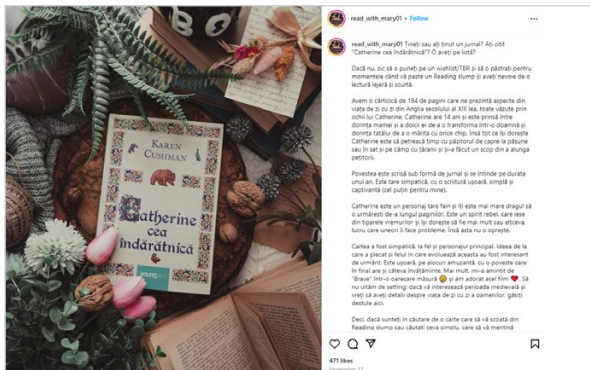 BO
KAREN
CUSHMAN
Catherine
cea
îndărătnică
young
read_with_mary01 • Follow
read_with_mary01 Țineți sau ați ținut un jurnal? Ați citit
"Catherine cea îndărătnică"? O aveți pe listă?
Dacă nu, zic să o puneți pe un wishlist/TBR și să o păstrați pentru
momentele când vă paște un Reading slump și aveți nevoie de o
lectură lejeră și scurtă.
Avem o cărticică de 184 de pagini care ne prezintă aspecte din
viața de zi cu zi din Anglia secolului al XIII lea, toate văzute prin
ochii lui Catherine. Catherine are 14 ani și este prinsă între
dorința mamei și a doicei ei de a o transforma într-o doamnă și
dorința tatălui de a o mărita cu orice chip. Însă tot ce își dorește
Catherine este să petreacă timp cu păzitorul de capre la pășune
sau în sat și pe câmp cu țăranii și și-a făcut un scop din a alunga
pețitorii.
Povestea este scrisă sub formă de jurnal și se întinde pe durata
unui an. Este tare simpatică, cu o scriitură ușoară, simplă și
captivantă (cel puțin pentru mine).
Catherine este un personaj tare fain și îți este mai mare dragul să
o urmărești de-a lungul paginilor. Este un spirit rebel, care iese
din tiparele vremurilor și își dorește să fie mai mult sau altceva,
lucru care uneori îi face probleme. Însă asta nu o oprește.
Cartea a fost simpatică, la fel și personajul principal. Ideea de la
care a plecat și felul în care evoluează aceasta au fost interesant
de urmărit. Este ușoară, pe alocuri amuzantă, cu o poveste care
în final are și câteva învățăminte. Mai mult, mi-a amintit de
"Brave" într-o oarecare măsură 😊 și am adorat acel film ❤️. Să
nu uităm de setting: dacă vă interesează perioada medievală și
vreți să aveți detalii despre viața de zi cu zi a oamenilor, găsiți
destule aici.
Deci, dacă sunteți în căutare de o carte care să vă scoată din
Reading slump sau căutați ceva simplu, care să vă mențină
471 likes
September 17